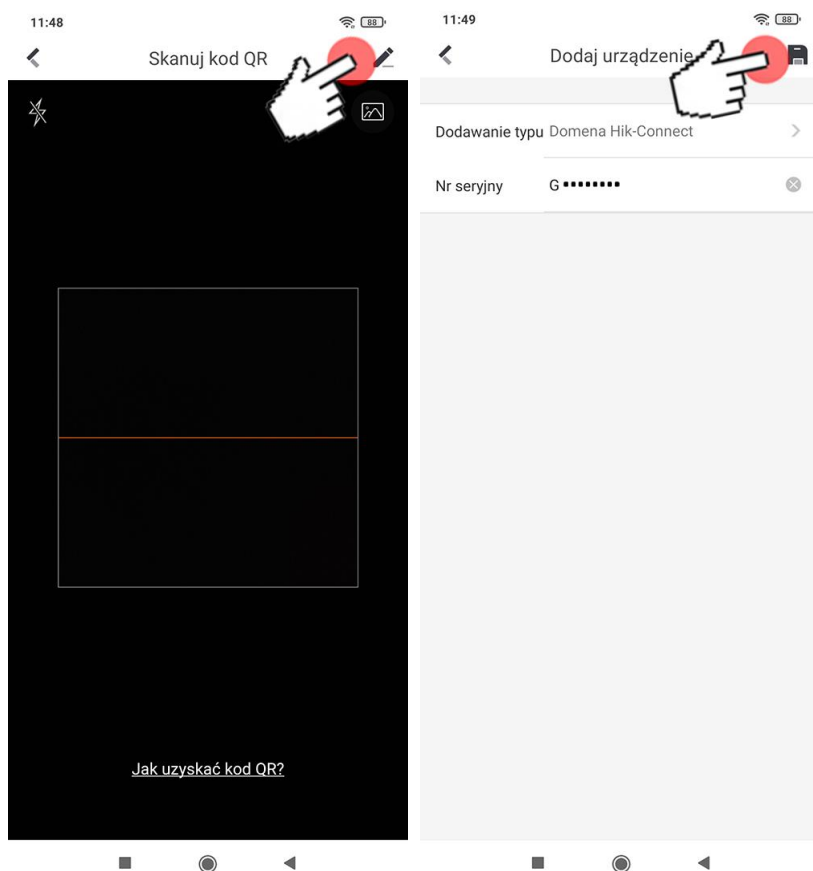 11:48
88
Skanuj kod QR
Jak uzyskać kod QR?
11:49
88
Dodaj urządzenie
Dodawanie typu Domena Hik-Connect
Nr seryjny G••••••••